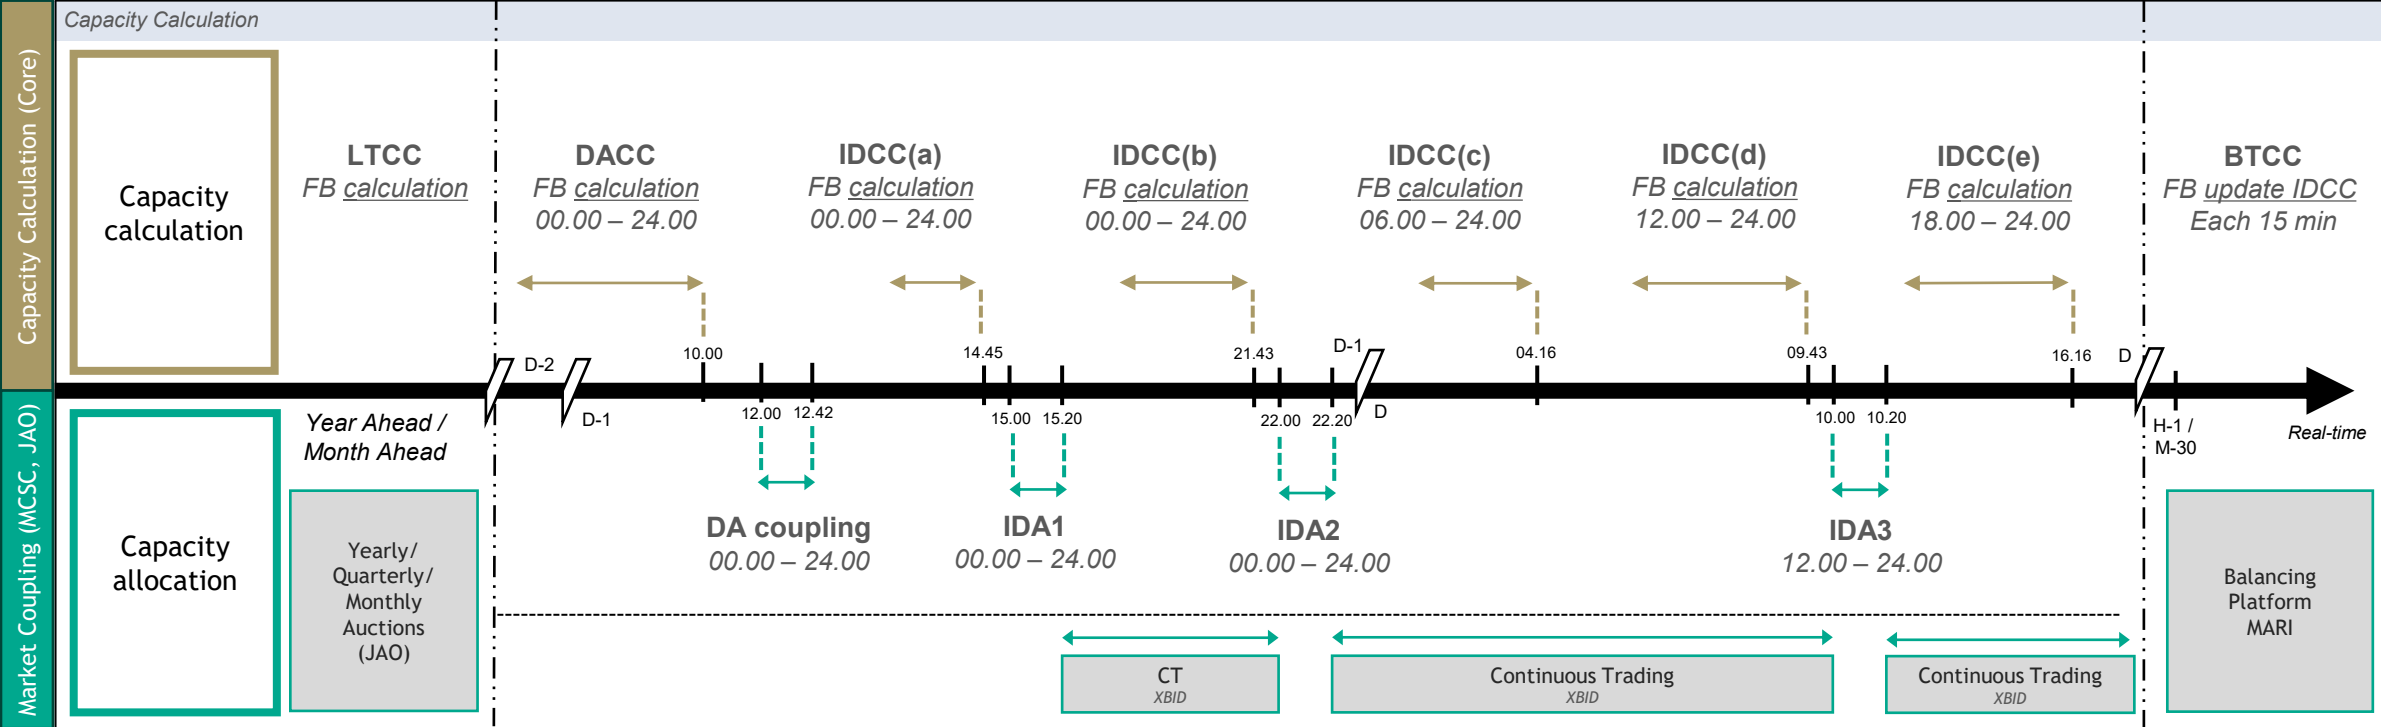 Capacity Calculation
Capacity Calculation (Core)
Capacity
calculation
LTCC
FB calculation
DACC
FB calculation
00.00 – 24.00
IDCC(a)
FB calculation
00.00 – 24.00
IDCC(b)
FB calculation
00.00 – 24.00
IDCC(c)
FB calculation
06.00 – 24.00
IDCC(d)
FB calculation
12.00 – 24.00
IDCC(e)
FB calculation
18.00 – 24.00
BTCC
FB update IDCC
Each 15 min
D-2
10.00
14.45
21.43
D-1
04.16
09.43
16.16
D
Market Coupling (MCSC, JAO)
Capacity
allocation
Year Ahead /
Month Ahead
D-1
12.00
12.42
15.00
15.20
22.00
22.20
D
10.00
10.20
H-1 /
M-30
Real-time
Yearly/
Quarterly/
Monthly
Auctions
(JAO)
DA coupling
00.00 – 24.00
IDA1
00.00 – 24.00
IDA2
00.00 – 24.00
IDA3
12.00 – 24.00
CT
XBID
Continuous Trading
XBID
Continuous Trading
XBID
Balancing
Platform
MARI